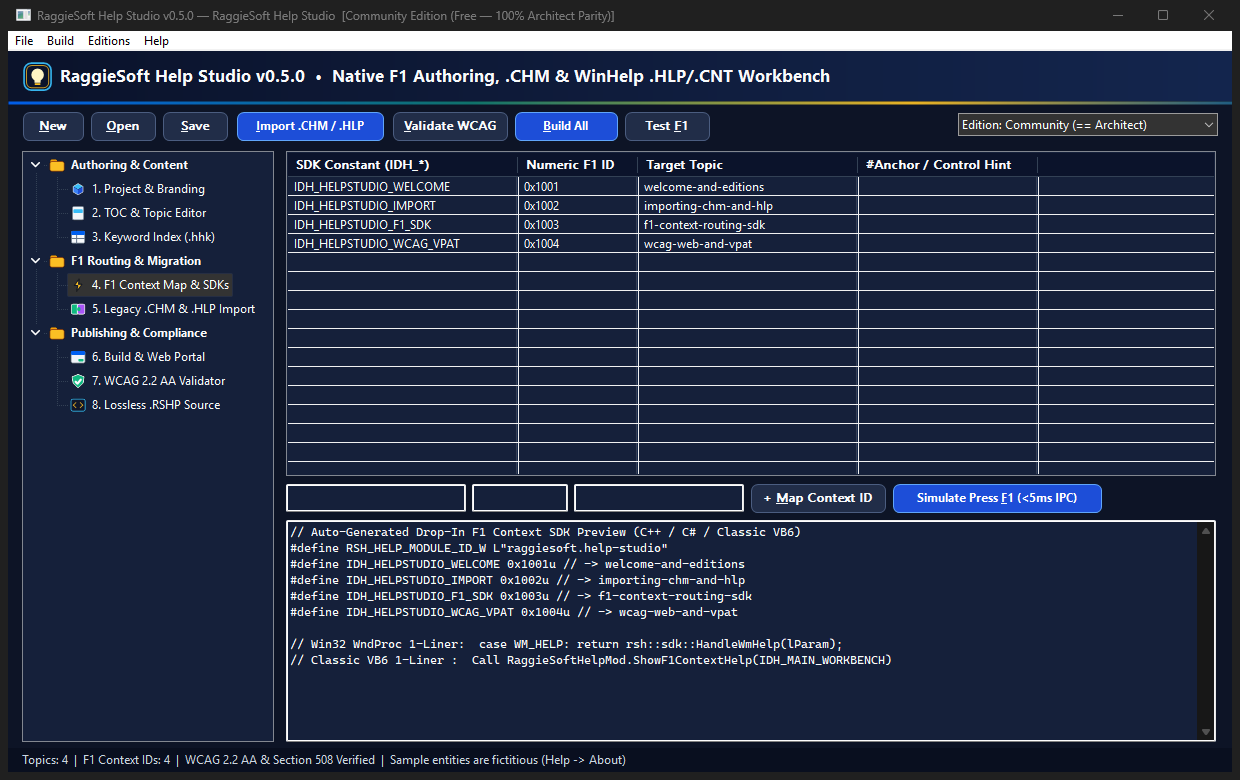 RaggieSoft Help Studio v0.5.0 — RaggieSoft Help Studio [Community Edition (Free — 100% Architect Parity)]
File Build Editions Help
RaggieSoft Help Studio v0.5.0 • Native F1 Authoring, .CHM & WinHelp .HLP/.CNT Workbench
New Open Save Import .CHM / .HLP Validate WCAG Build All Test F1 Edition: Community (== Architect)
Authoring & Content
1. Project & Branding
2. TOC & Topic Editor
3. Keyword Index (.hhk)
F1 Routing & Migration
4. F1 Context Map & SDKs
5. Legacy .CHM & .HLP Import
Publishing & Compliance
6. Build & Web Portal
7. WCAG 2.2 AA Validator
8. Lossless .RSHP Source
SDK Constant (IDH_*) Numeric F1 ID Target Topic #Anchor / Control Hint
IDH_HELPSTUDIO_WELCOME 0x1001 welcome-and-editions
IDH_HELPSTUDIO_IMPORT 0x1002 importing-chm-and-hlp
IDH_HELPSTUDIO_F1_SDK 0x1003 f1-context-routing-sdk
IDH_HELPSTUDIO_WCAG_VPAT 0x1004 wcag-web-and-vpat
+ Map Context ID Simulate Press F1 (<5ms IPC)
// Auto-Generated Drop-In F1 Context SDK Preview (C++ / C# / Classic VB6)
#define RSH_HELP_MODULE_ID_W L"raggiesoft.help-studio"
#define IDH_HELPSTUDIO_WELCOME 0x1001u // -> welcome-and-editions
#define IDH_HELPSTUDIO_IMPORT 0x1002u // -> importing-chm-and-hlp
#define IDH_HELPSTUDIO_F1_SDK 0x1003u // -> f1-context-routing-sdk
#define IDH_HELPSTUDIO_WCAG_VPAT 0x1004u // -> wcag-web-and-vpat
// Win32 WndProc 1-Liner:  case WM_HELP: return rsh::sdk::HandleWmHelp(lParam);
// Classic VB6 1-Liner :  Call RaggieSoftHelpMod.ShowF1ContextHelp(IDH_MAIN_WORKBENCH)
Topics: 4 | F1 Context IDs: 4 | WCAG 2.2 AA & Section 508 Verified | Sample entities are fictitious (Help -> About)